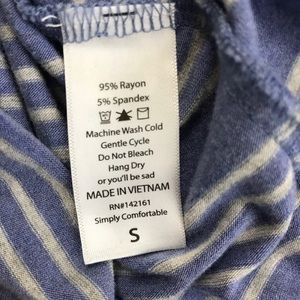 95% Rayon
5% Spandex
Machine Wash Cold
Gentle Cycle
Do Not Bleach
Hang Dry
or you'll be sad
MADE IN VIETNAM
RN#142161
Simply Comfortable
S